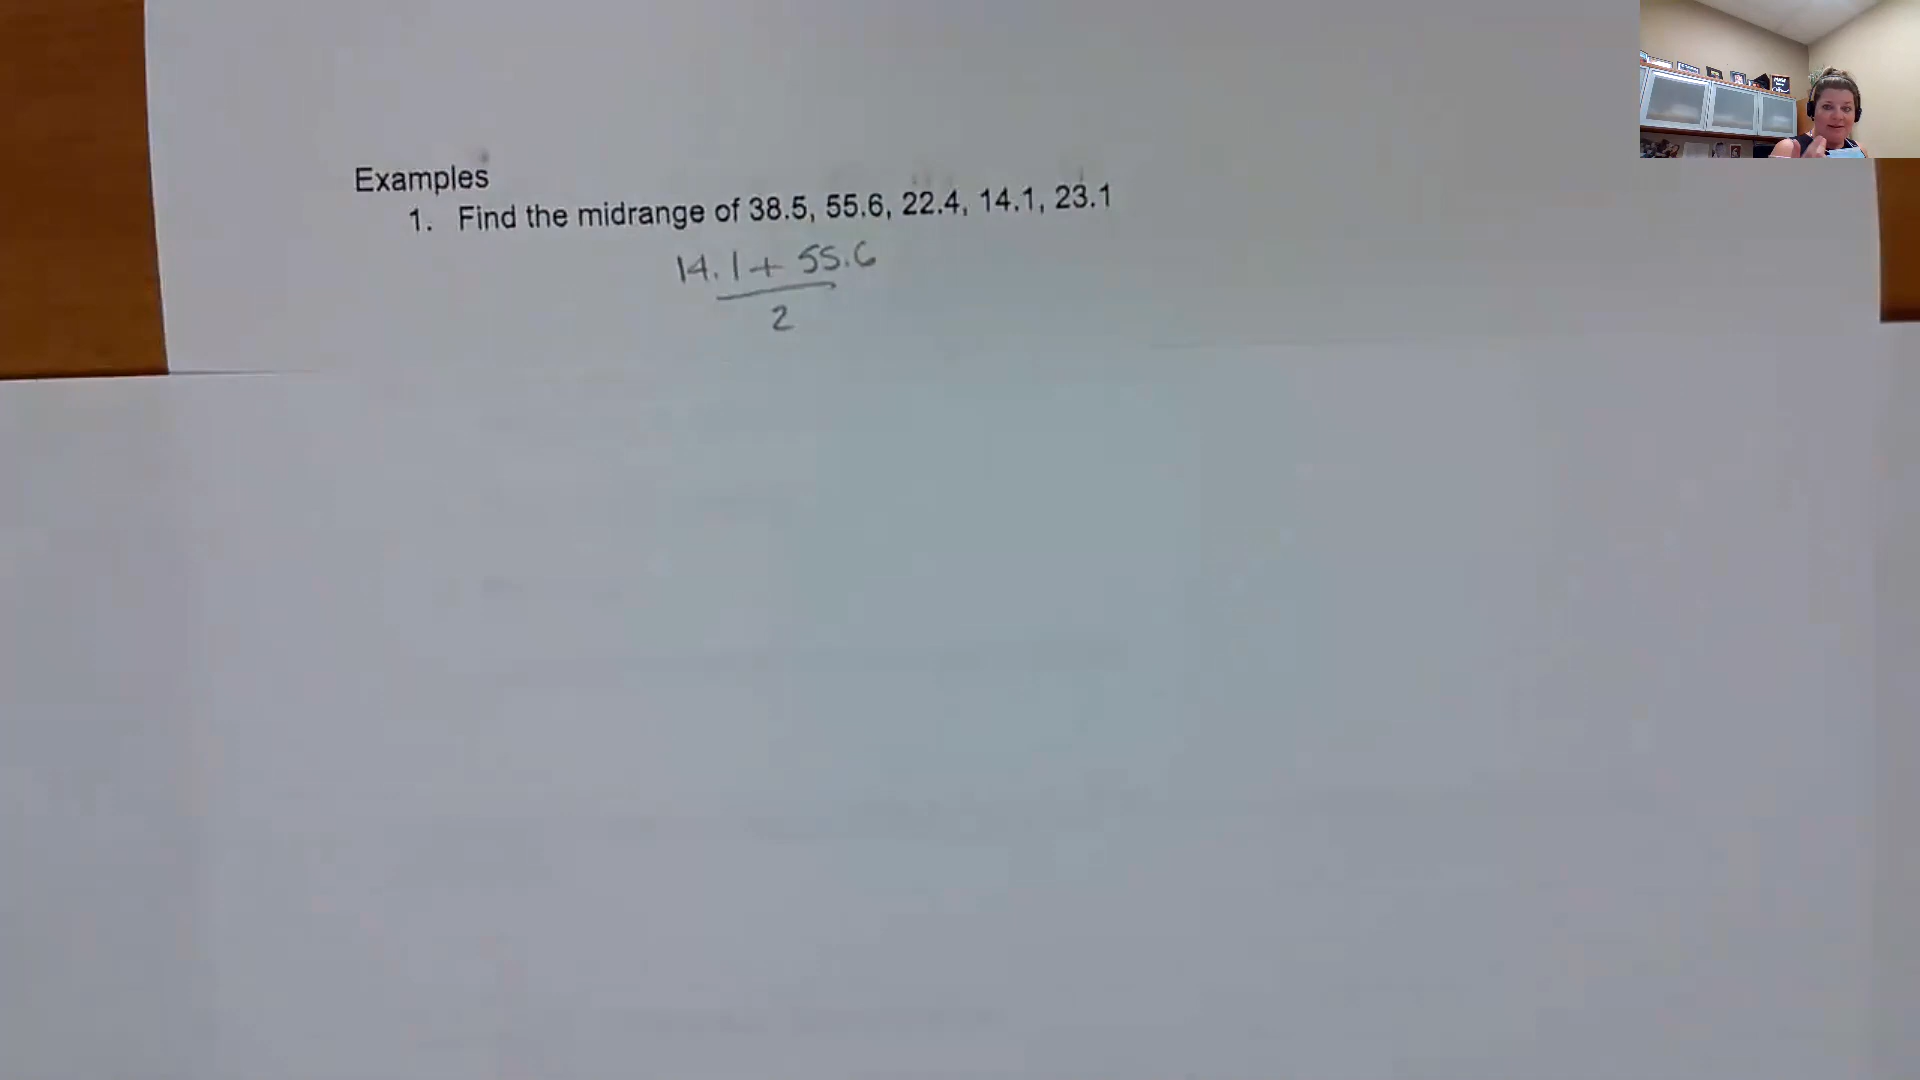 Examples
1. Find the midrange of 38.5, 55.6, 22.4, 14.1, 23.1
14.1 + 55.6
2